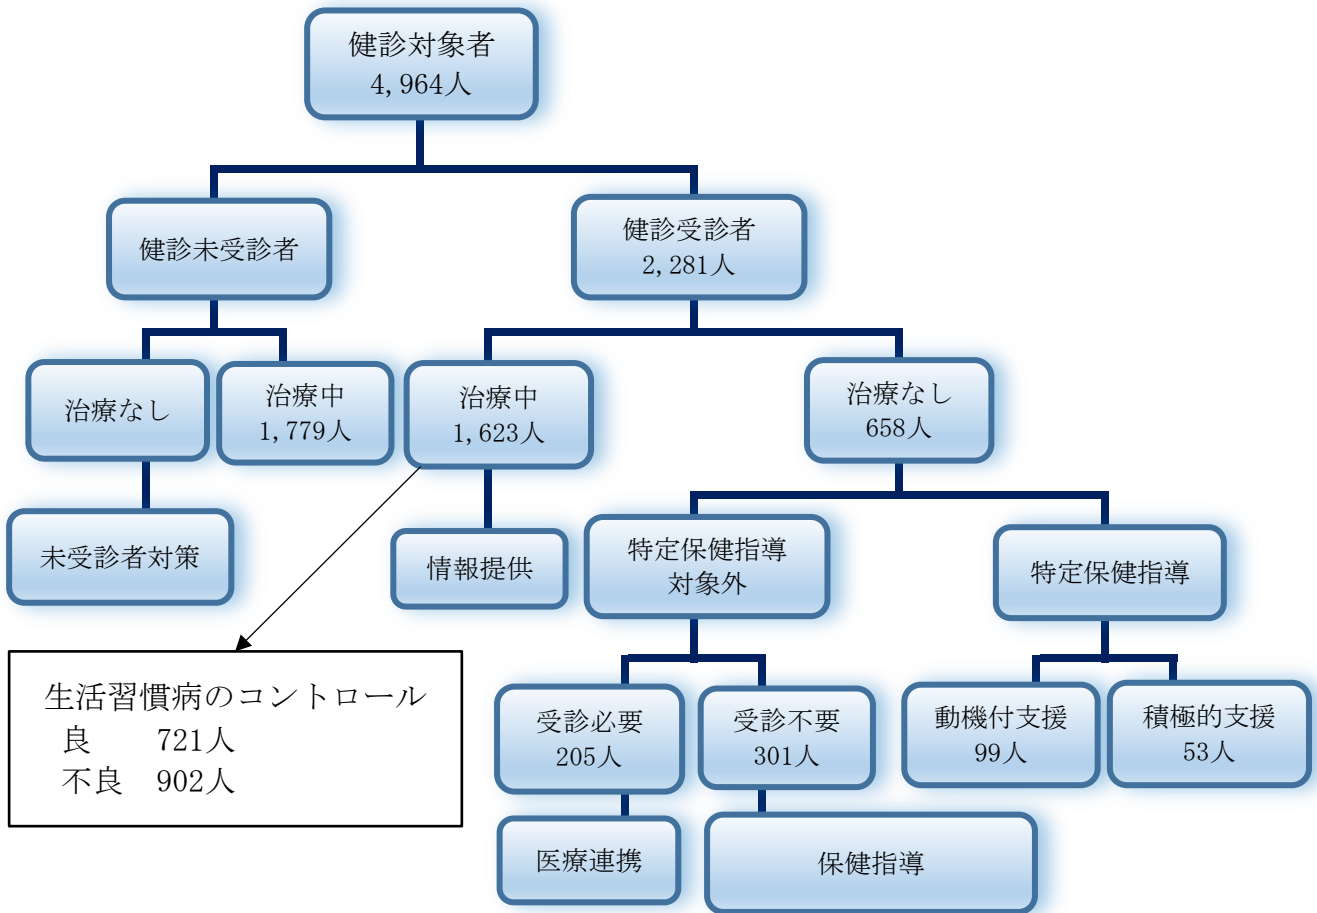 健診対象者
4,964人
健診未受診者
健診受診者
2,281人
治療なし
治療中
1,779人
治療中
1,623人
治療なし
658人
未受診者対策
情報提供
特定保健指導
対象外
特定保健指導
生活習慣病のコントロール
良 721人
不良 902人
受診必要
205人
受診不要
301人
動機付支援
99人
積極的支援
53人
医療連携
保健指導